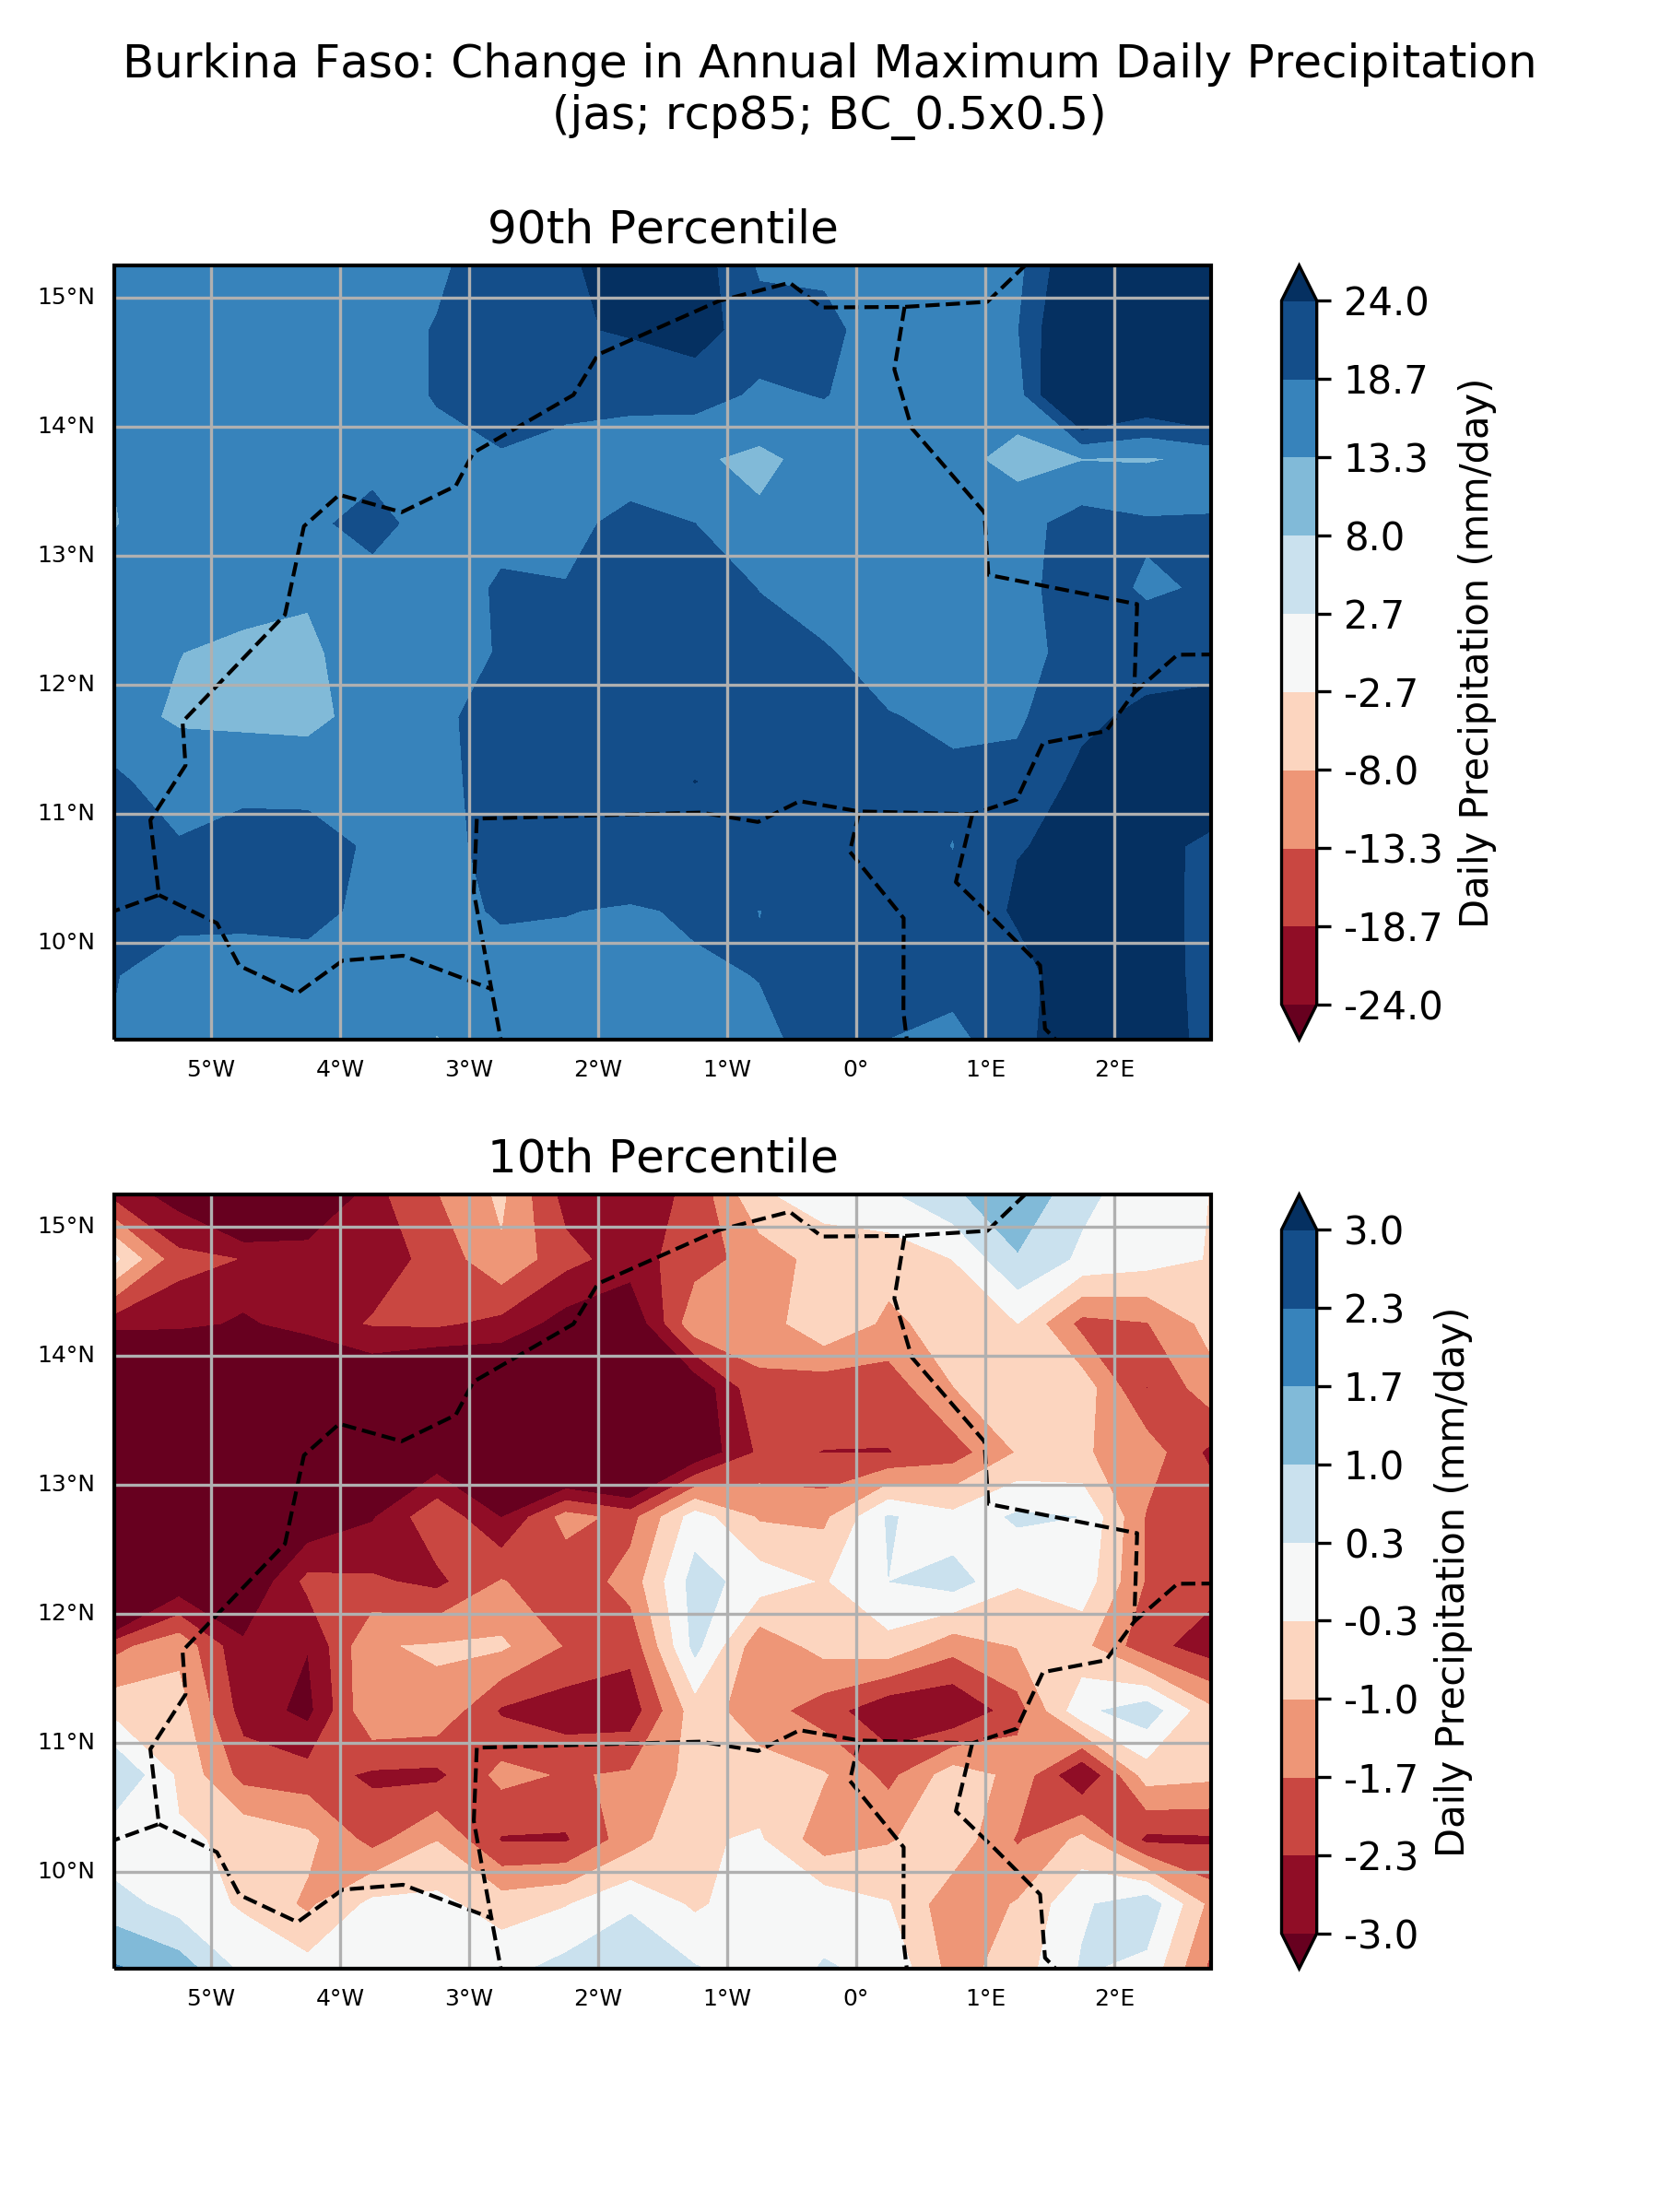 Burkina Faso: Change in Annual Maximum Daily Precipitation
(jas; rcp85; BC_0.5x0.5)
90th Percentile
15°N
14°N
13°N
12°N
11°N
10°N
5°W 4°W 3°W 2°W 1°W 0° 1°E 2°E
24.0
18.7
13.3
8.0
2.7
-2.7
-8.0
-13.3
-18.7
-24.0
Daily Precipitation (mm/day)
10th Percentile
15°N
14°N
13°N
12°N
11°N
10°N
5°W 4°W 3°W 2°W 1°W 0° 1°E 2°E
3.0
2.3
1.7
1.0
0.3
-0.3
-1.0
-1.7
-2.3
-3.0
Daily Precipitation (mm/day)